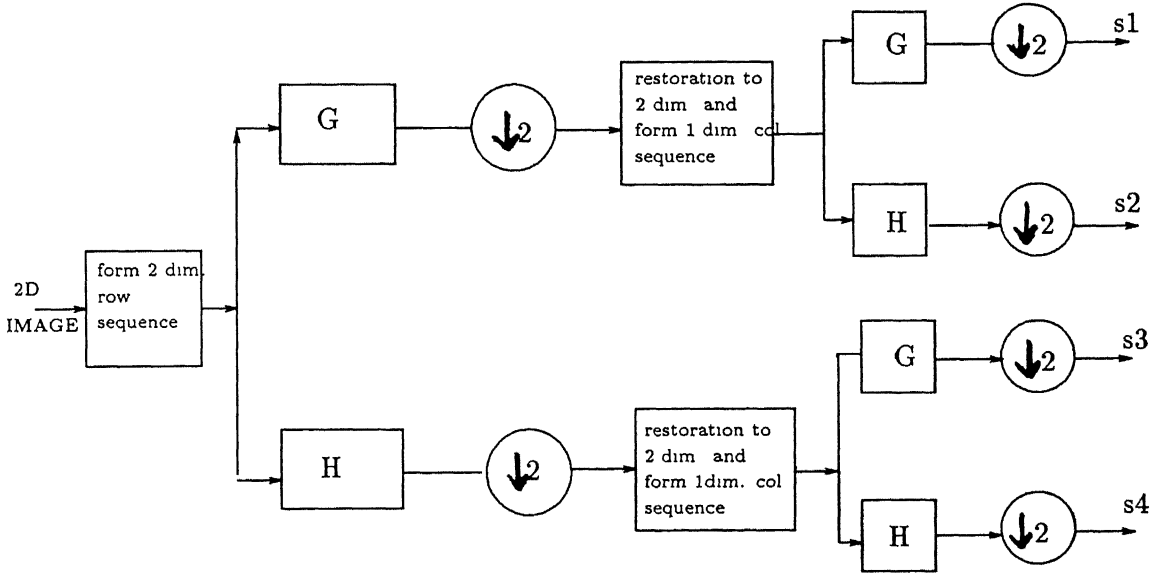 2D
IMAGE
form 2 dim.
row
sequence
G
↓2
restoration to
2 dim and
form 1 dim col
sequence
G
↓2
s1
H
↓2
s2
H
↓2
restoration to
2 dim and
form 1dim. col
sequence
G
↓2
s3
H
↓2
s4